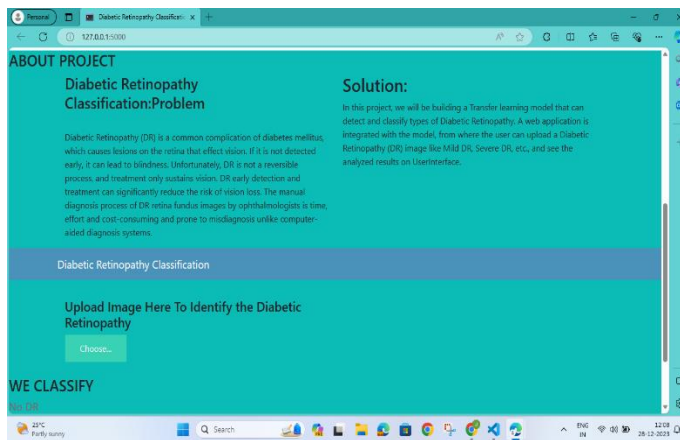 Personal
Diabetic Retinopathy Classificatio
127.0.0.1:5000
ABOUT PROJECT
Diabetic Retinopathy
Classification:Problem
Diabetic Retinopathy (DR) is a common complication of diabetes mellitus,
which causes lesions on the retina that effect vision. If it is not detected
early, it can lead to blindness. Unfortunately, DR is not a reversible
process, and treatment only sustains vision. DR early detection and
treatment can significantly reduce the risk of vision loss. The manual
diagnosis process of DR retina fundus images by ophthalmologists is time,
effort and cost-consuming and prone to misdiagnosis unlike computer-
aided diagnosis systems.
Solution:
In this project, we will be building a Transfer learning model that can
detect and classify types of Diabetic Retinopathy. A web application is
integrated with the model, from where the user can upload a Diabetic
Retinopathy (DR) image like Mild DR, Severe DR, etc., and see the
analyzed results on UserInterface.
Diabetic Retinopathy Classification
Upload Image Here To Identify the Diabetic
Retinopathy
Choose...
WE CLASSIFY
No DR
Partly sunny
Search
ENG
IN
12:08
28-12-2023